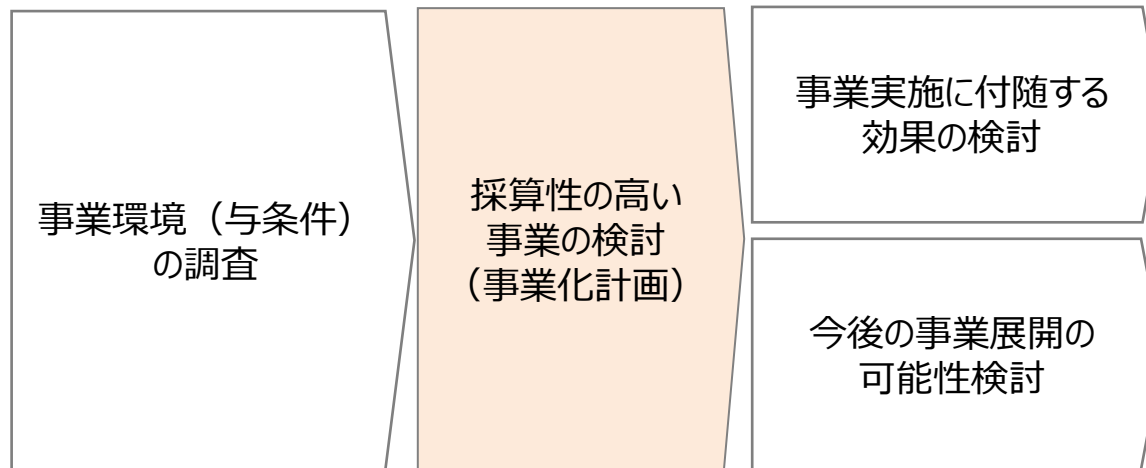 事業環境（与条件）
の調査
採算性の高い
事業の検討
（事業化計画）
事業実施に付随する
効果の検討
今後の事業展開の
可能性検討